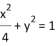 x²/4 + y² = 1